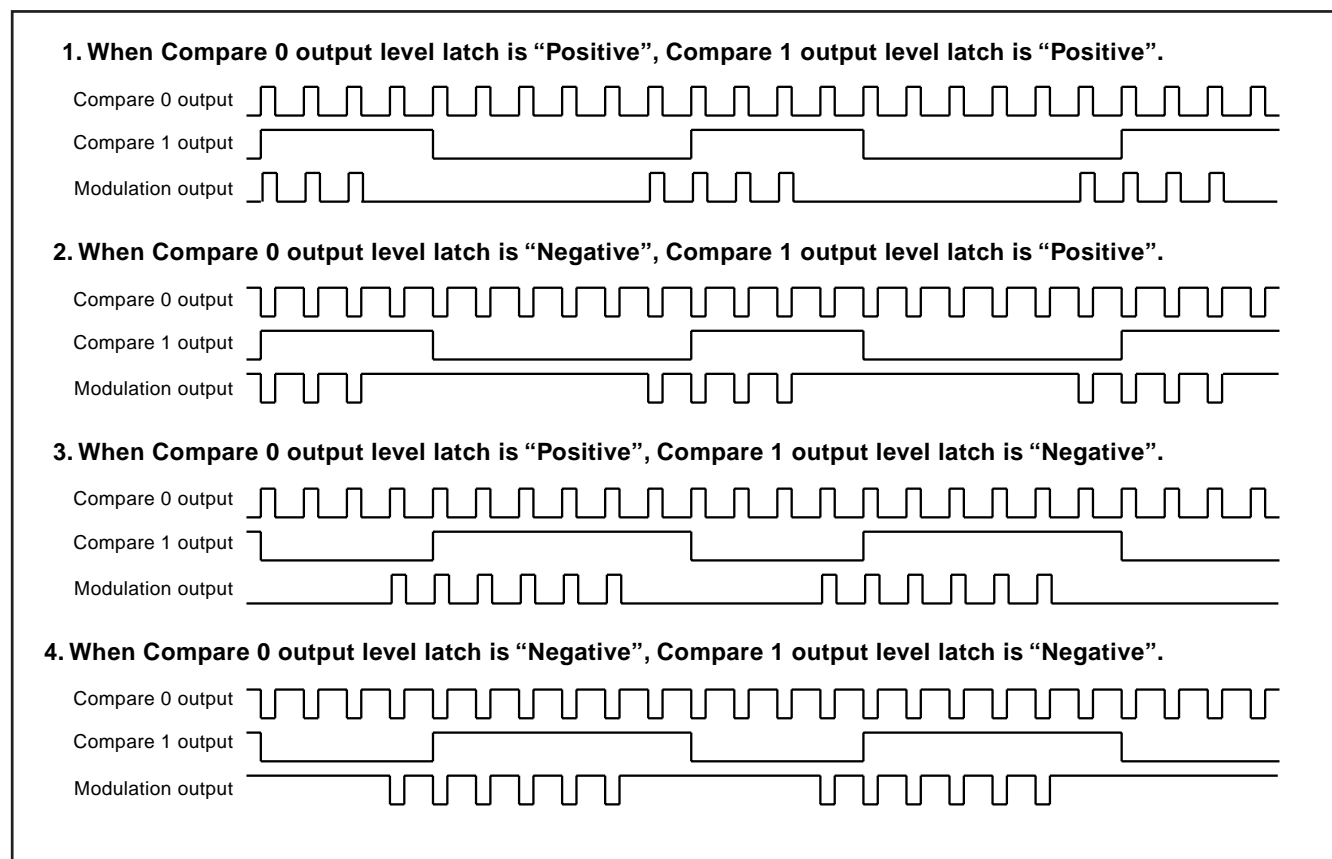 1. When Compare 0 output level latch is “Positive”, Compare 1 output level latch is “Positive”.
Compare 0 output
Compare 1 output
Modulation output
2. When Compare 0 output level latch is “Negative”, Compare 1 output level latch is “Positive”.
Compare 0 output
Compare 1 output
Modulation output
3. When Compare 0 output level latch is “Positive”, Compare 1 output level latch is “Negative”.
Compare 0 output
Compare 1 output
Modulation output
4. When Compare 0 output level latch is “Negative”, Compare 1 output level latch is “Negative”.
Compare 0 output
Compare 1 output
Modulation output